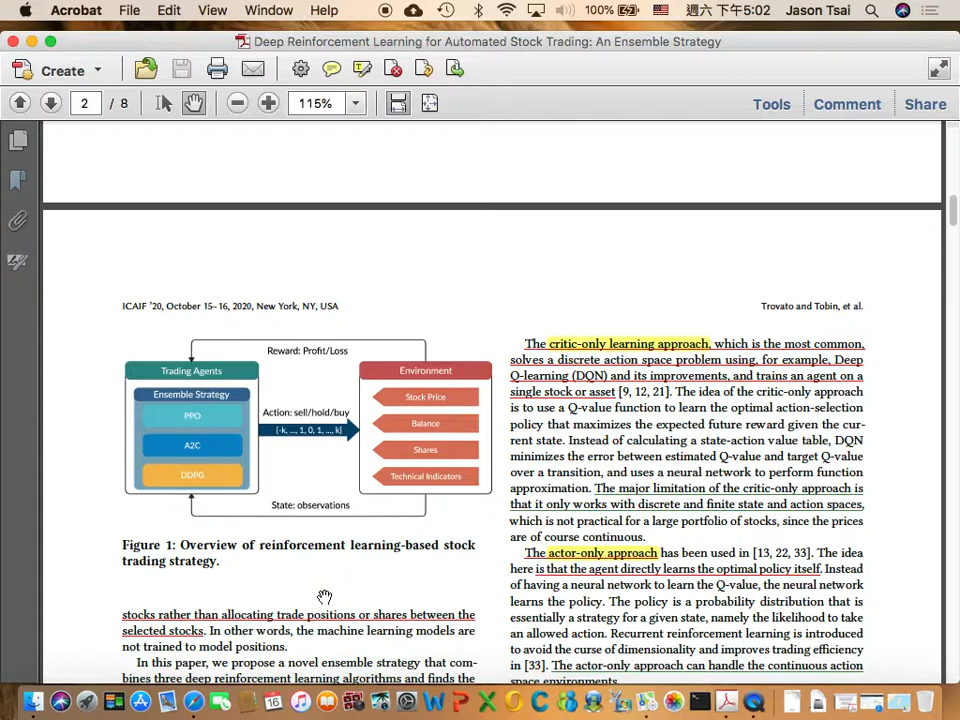 Acrobat File Edit View Window Help 100% 週六 下午5:02 Jason Tsai
Deep Reinforcement Learning for Automated Stock Trading: An Ensemble Strategy
Create
2 / 8 115% Tools Comment Share
ICAIF ’20, October 15–16, 2020, New York, NY, USA
Trovato and Tobin, et al.
Reward: Profit/Loss
Trading Agents
Environment
Ensemble Strategy
PPO
A2C
DDPG
Action: sell/hold/buy
[-k, ..., 1, 0, 1, ..., k]
Stock Price
Balance
Shares
Technical Indicators
State: observations
Figure 1: Overview of reinforcement learning-based stock
trading strategy.
stocks rather than allocating trade positions or shares between the
selected stocks. In other words, the machine learning models are
not trained to model positions.
In this paper, we propose a novel ensemble strategy that com-
bines three deep reinforcement learning algorithms and finds the
The critic-only learning approach, which is the most common,
solves a discrete action space problem using, for example, Deep
Q-learning (DQN) and its improvements, and trains an agent on a
single stock or asset [9, 12, 21]. The idea of the critic-only approach
is to use a Q-value function to learn the optimal action-selection
policy that maximizes the expected future reward given the cur-
rent state. Instead of calculating a state-action value table, DQN
minimizes the error between estimated Q-value and target Q-value
over a transition, and uses a neural network to perform function
approximation. The major limitation of the critic-only approach is
that it only works with discrete and finite state and action spaces,
which is not practical for a large portfolio of stocks, since the prices
are of course continuous.
The actor-only approach has been used in [13, 22, 33]. The idea
here is that the agent directly learns the optimal policy itself. Instead
of having a neural network to learn the Q-value, the neural network
learns the policy. The policy is a probability distribution that is
essentially a strategy for a given state, namely the likelihood to take
an allowed action. Recurrent reinforcement learning is introduced
to avoid the curse of dimensionality and improves trading efficiency
in [33]. The actor-only approach can handle the continuous action
space environments.